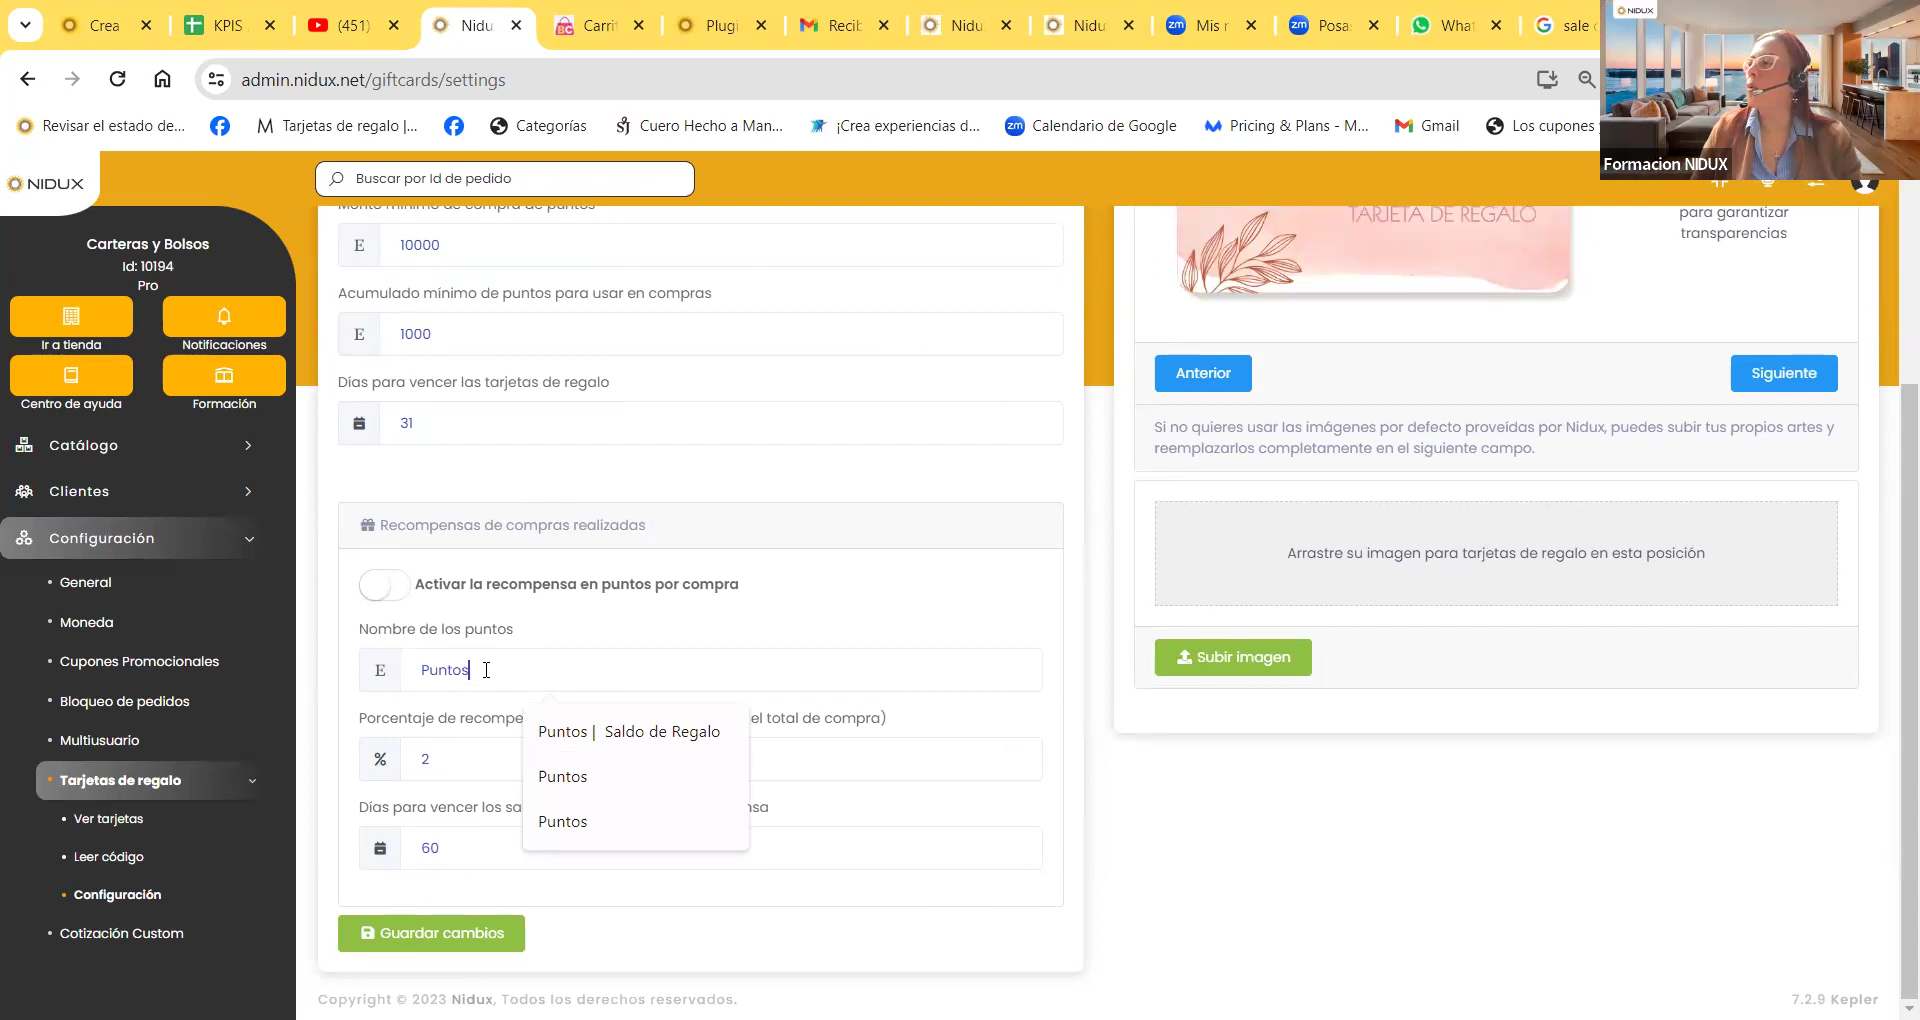 Crea
KPIS
(451)
Nidu
Carri
Plugi
Recib
Nidu
Nidu
Mis r
Posa
What
sale
admin.nidux.net/giftcards/settings
Revisar el estado de...
Tarjetas de regalo |...
Categorías
Cuero Hecho a Man...
¡Crea experiencias d...
Calendario de Google
Pricing & Plans - M...
Gmail
Los cupones
NIDUX
Formacion NIDUX
NIDUX
Buscar por Id de pedido
Carteras y Bolsos
Id: 10194
Pro
Ir a tienda
Notificaciones
Centro de ayuda
Formación
Catálogo
Clientes
Configuración
General
Moneda
Cupones Promocionales
Bloqueo de pedidos
Multiusuario
Tarjetas de regalo
Ver tarjetas
Leer código
Configuración
Cotización Custom
Monto mínimo de compra de puntos
E 10000
Acumulado mínimo de puntos para usar en compras
E 1000
Días para vencer las tarjetas de regalo
31
Recompensas de compras realizadas
Activar la recompensa en puntos por compra
Nombre de los puntos
E Puntos
Porcentaje de recompe
el total de compra)
Puntos | Saldo de Regalo
% 2
Puntos
Días para vencer los sa
nsa
Puntos
60
Guardar cambios
TARJETA DE REGALO
para garantizar
transparencias
Anterior
Siguiente
Si no quieres usar las imágenes por defecto proveídas por Nidux, puedes subir tus propios artes y
reemplazarlos completamente en el siguiente campo.
Arrastre su imagen para tarjetas de regalo en esta posición
Subir imagen
Copyright © 2023 Nidux, Todos los derechos reservados.
7.2.9 Kepler